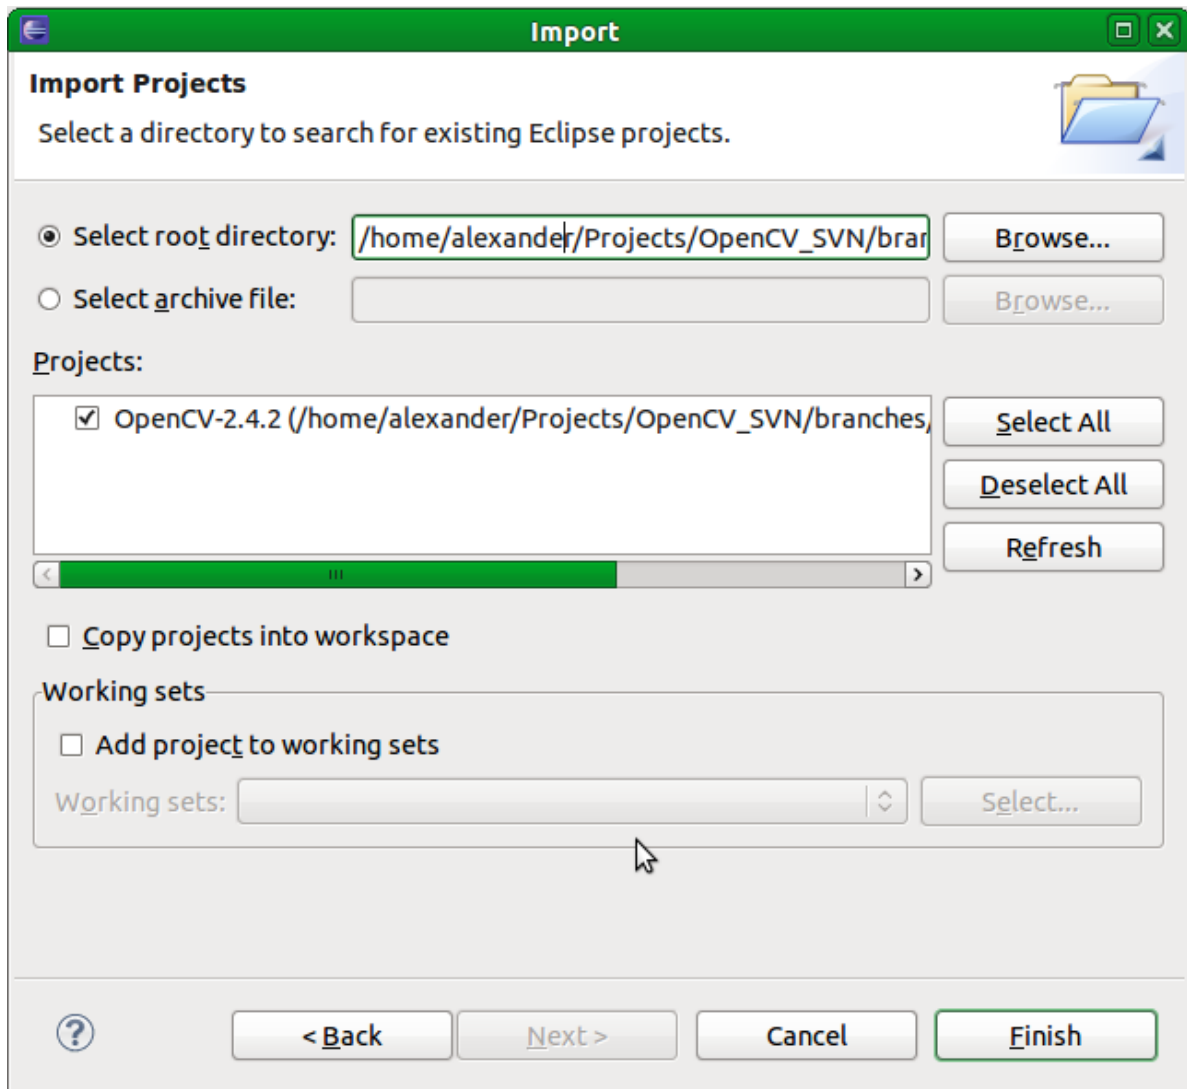 Import
Import Projects
Select a directory to search for existing Eclipse projects.
Select root directory: /home/alexander/Projects/OpenCV_SVN/bran Browse...
Select archive file: Browse...
Projects:
OpenCV-2.4.2 (/home/alexander/Projects/OpenCV_SVN/branches/ Select All
Deselect All
Refresh
Copy projects into workspace
Working sets
Add project to working sets
Working sets: Select...
? < Back Next > Cancel Finish